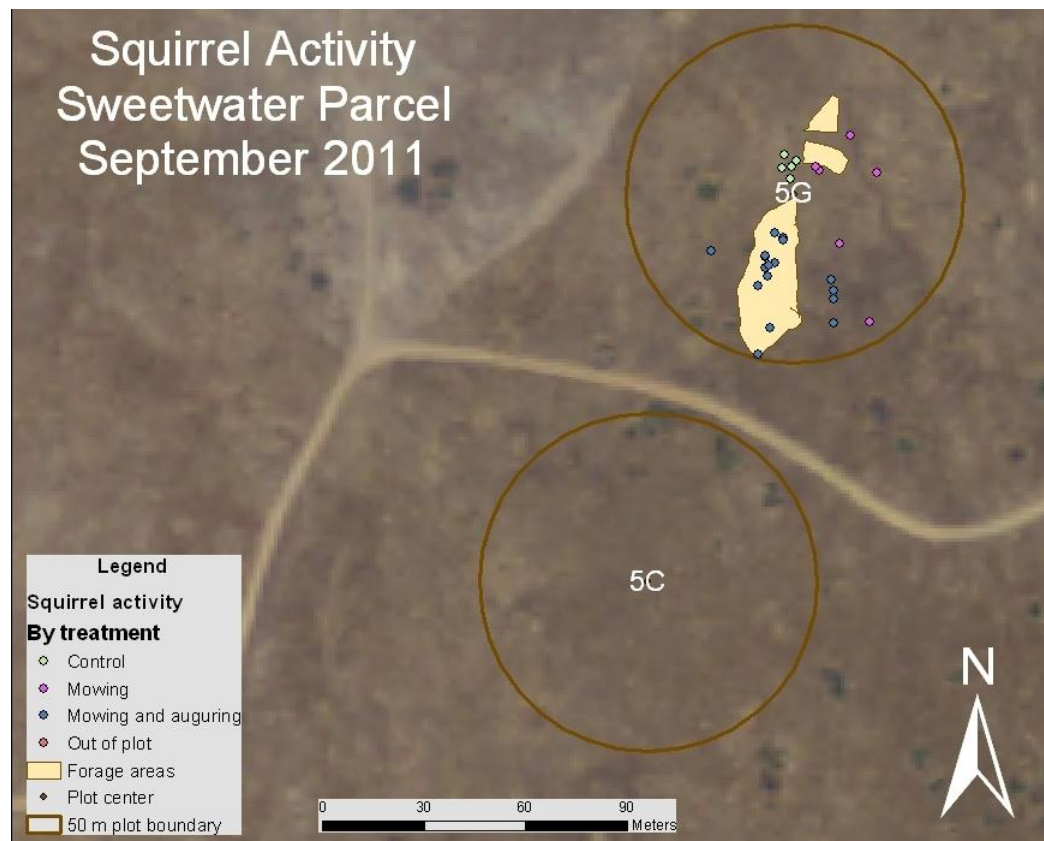 Squirrel Activity
Sweetwater Parcel
September 2011
5G
5C
Legend
Squirrel activity
By treatment
Control
Mowing
Mowing and auguring
Out of plot
Forage areas
Plot center
50 m plot boundary
0 30 60 90
Meters
N